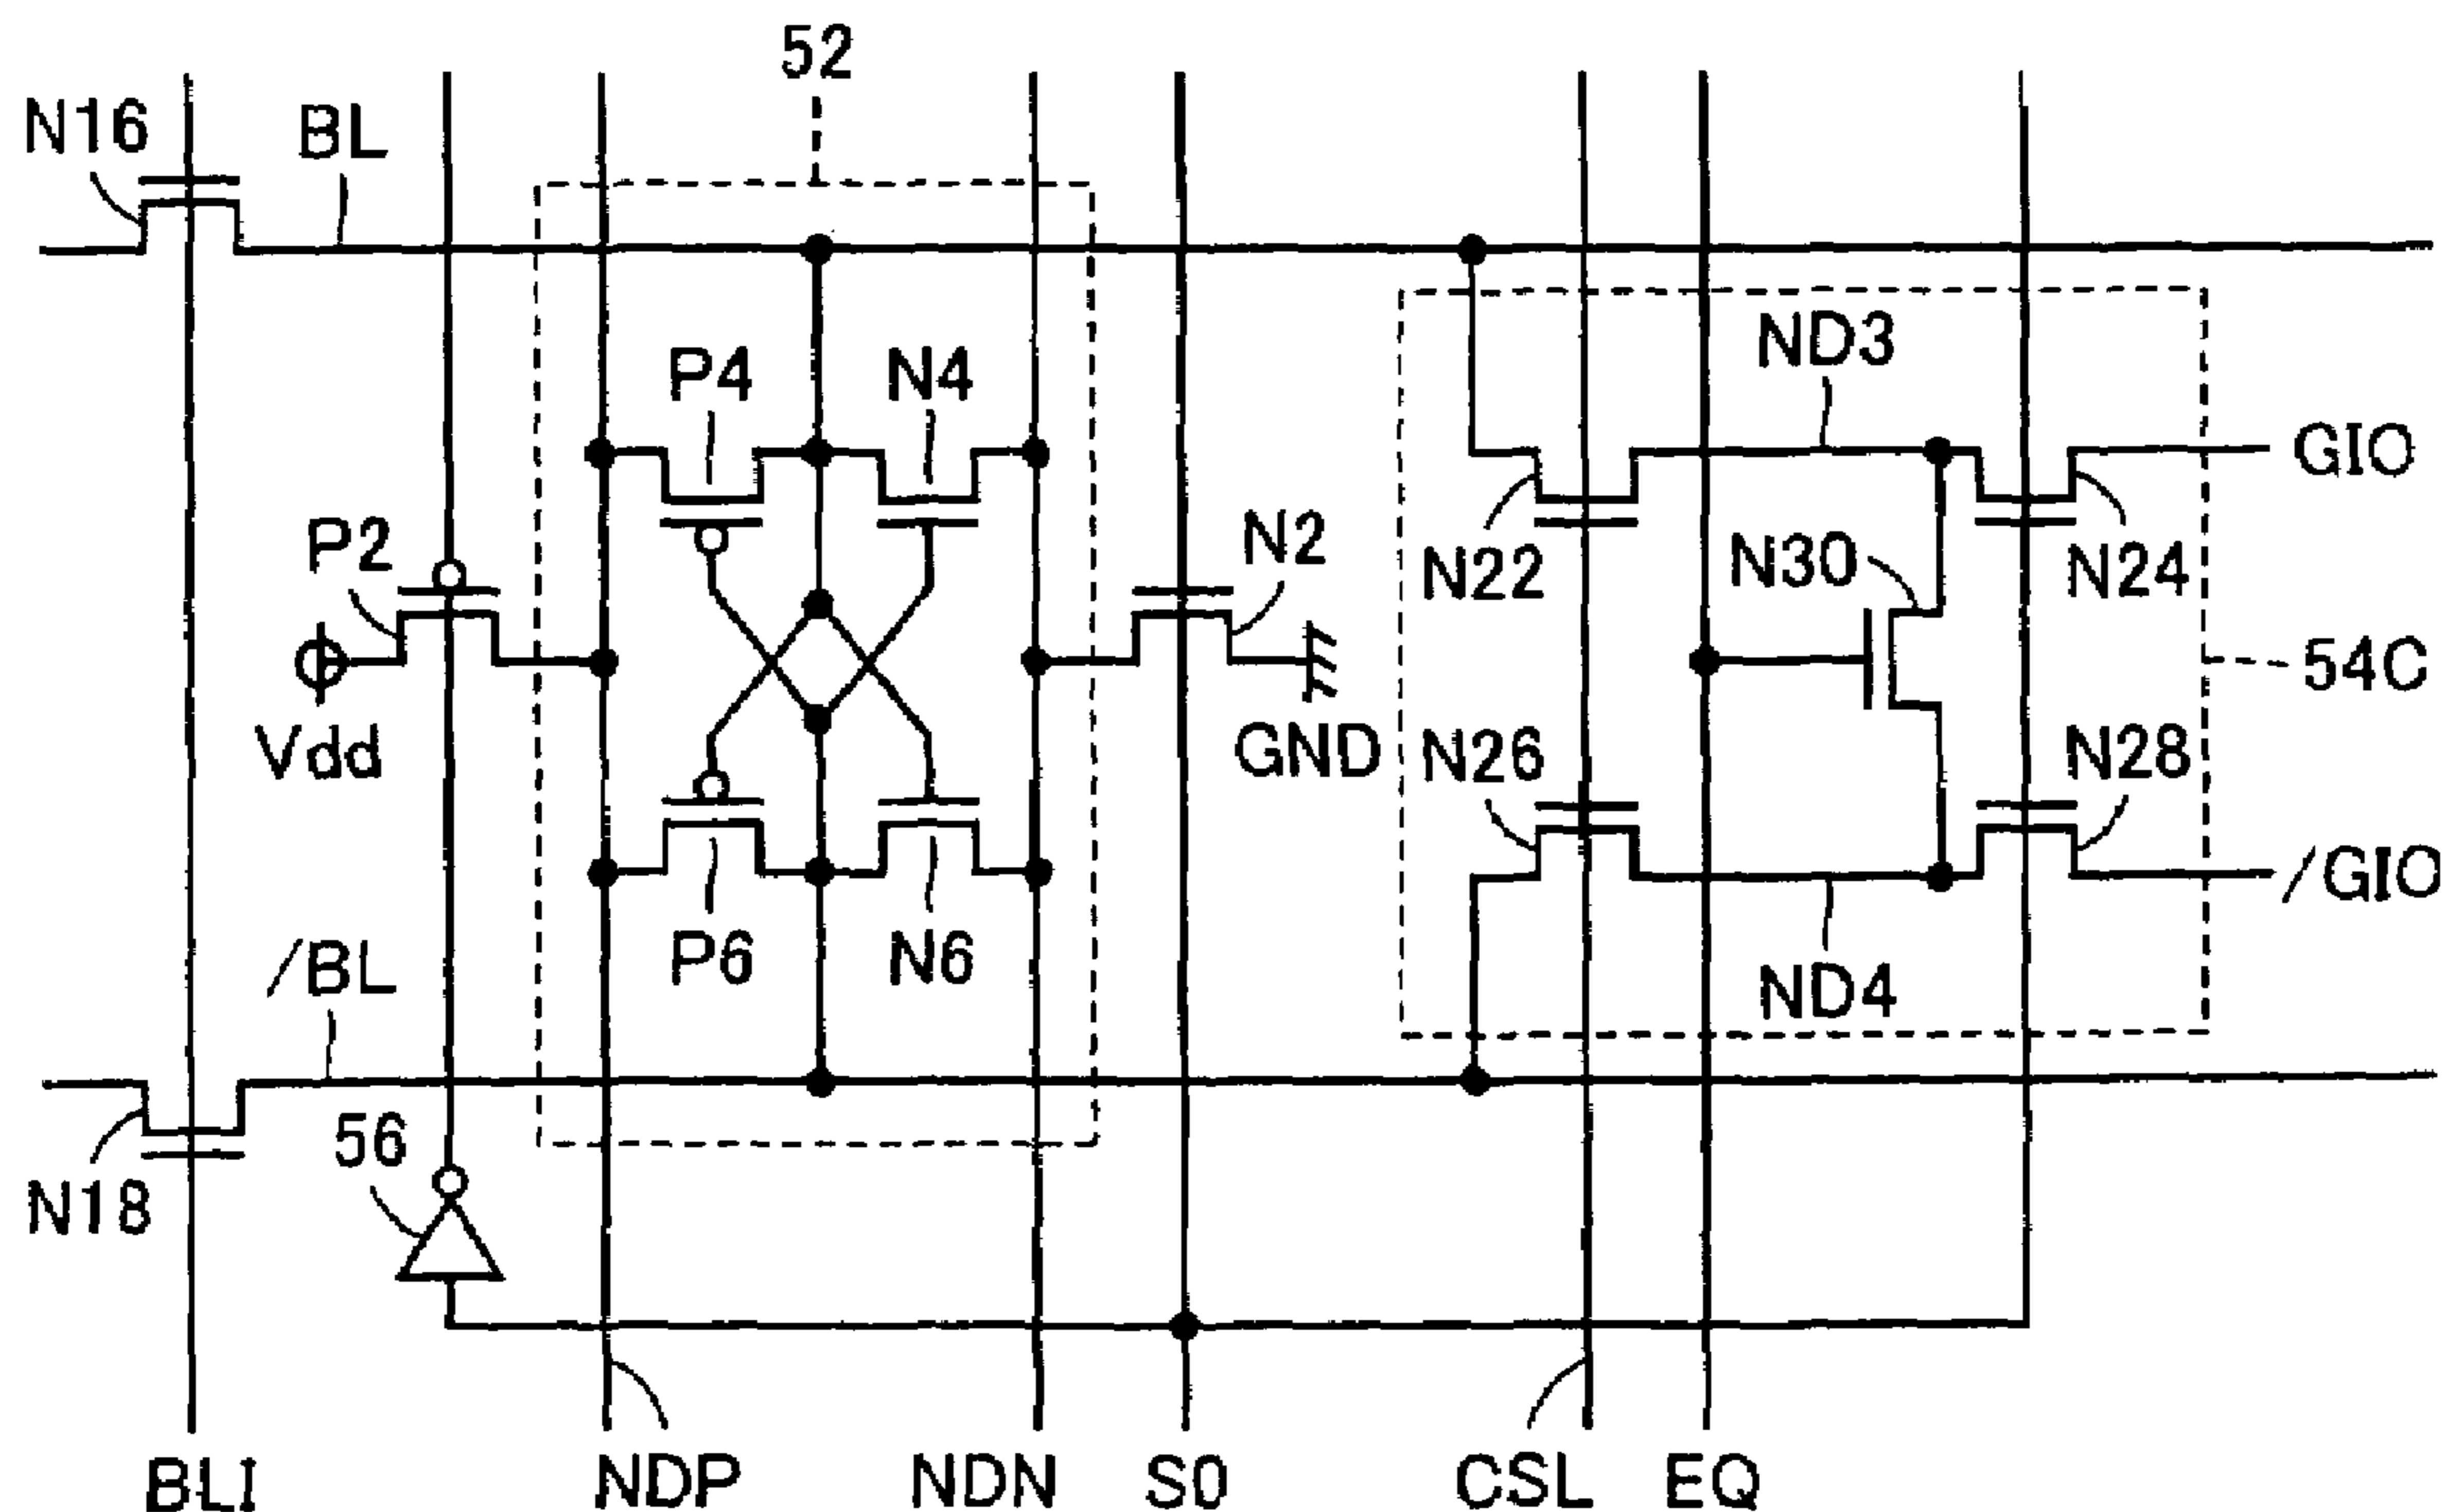 52
N16
BL
ND3
P4
N4
GIO
P2
N2
N22
N30
N24
54C
Vdd
GND
N26
N28
/GIO
P6
N6
/BL
ND4
56
N18
BLI
NDP
NDN
S0
CSL
EQ